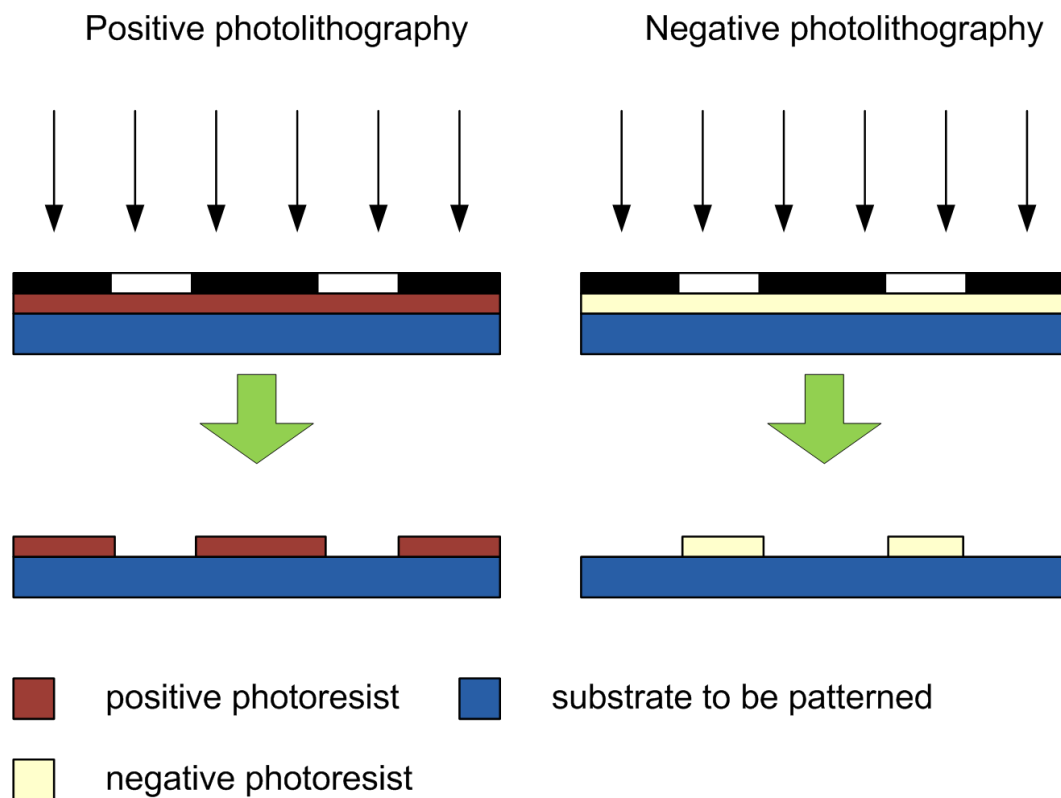 Positive photolithography
Negative photolithography
positive photoresist
substrate to be patterned
negative photoresist